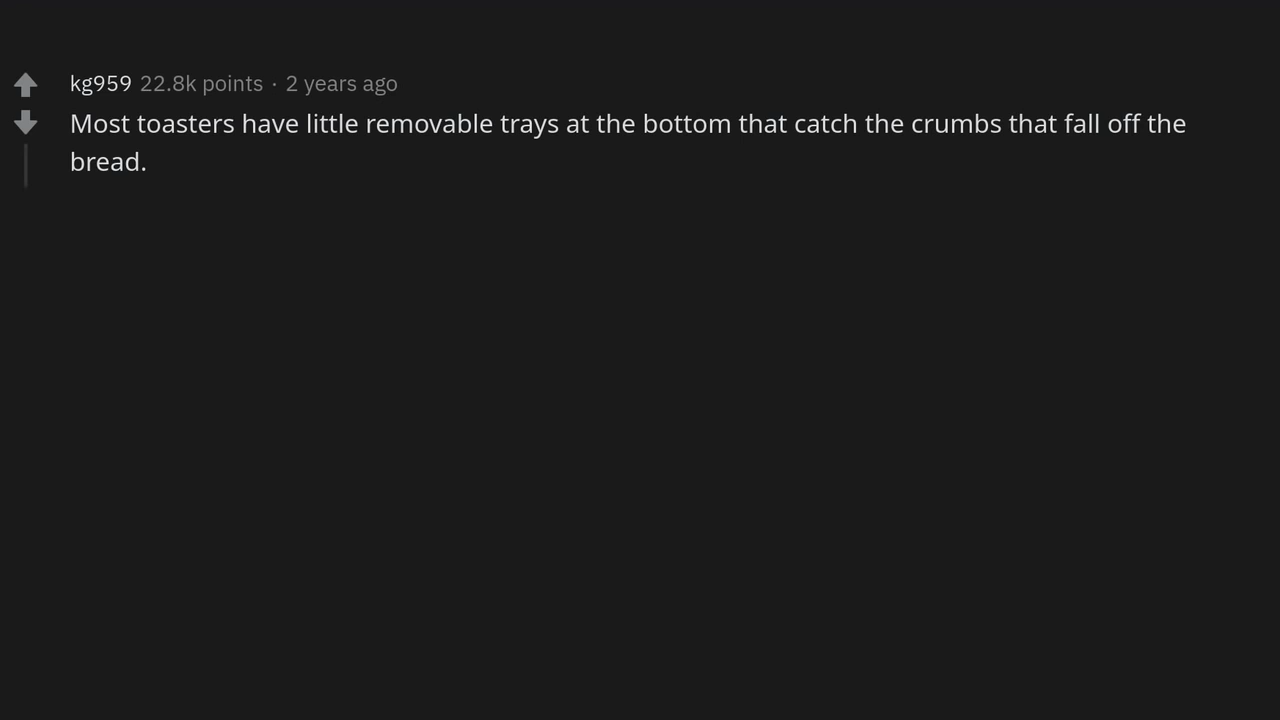 kg959 22.8k points · 2 years ago
Most toasters have little removable trays at the bottom that catch the crumbs that fall off the
bread.